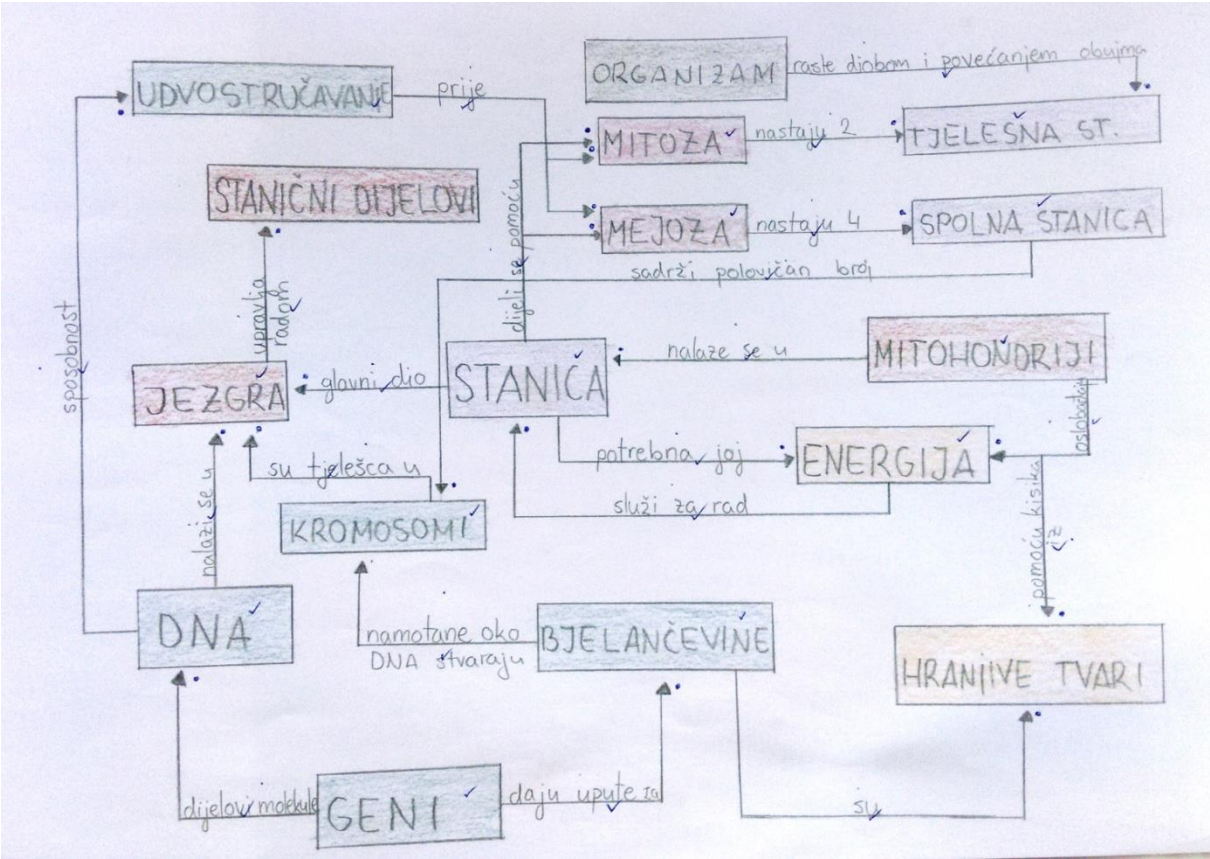 ORGANIZAM
raste diobom i povećanjem obujma
UDVOSTRUČAVANJE
prije
MITOZA
nastaju 2
TJELESNA ST.
STANIČNI DIJELOVI
dijeli se pomoću
MEJOZA
nastaju 4
SPOLNA STANICA
sadrži polovičan broj
sposobnost
upravlja
radom
JEZGRA
glavni dio
STANICA
nalaze se u
MITOHONDRIJI
oslobađaju
potrebna joj
ENERGIJA
su tjelešca u
služi za rad
nalazi se u
KROMOSOMI
pomoću kisika
iz
DNA
namotane oko
DNA stvaraju
BJELANČEVINE
HRANJIVE TVARI
dijelovi molekule
GENI
daju upute za
su